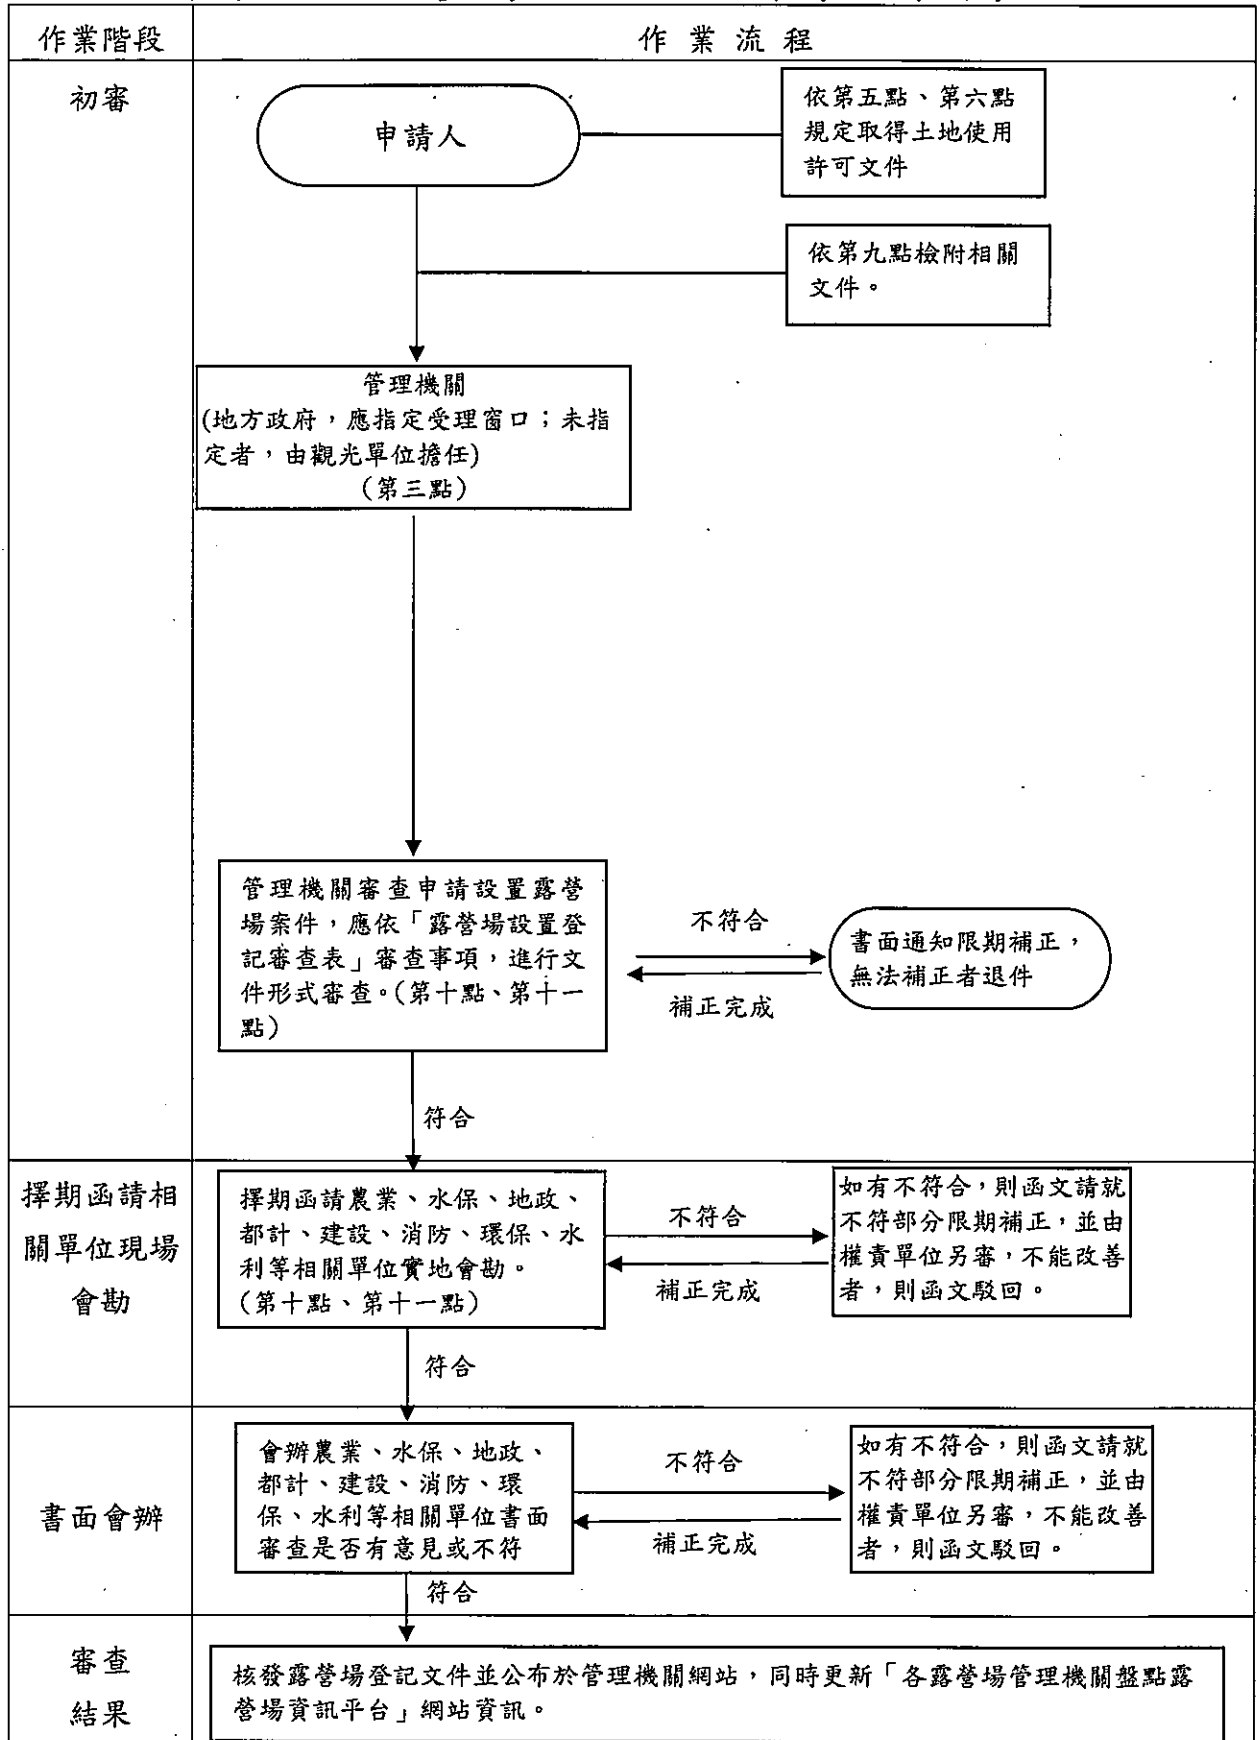 作業階段
作業流程
初審
申請人
依第五點、第六點
規定取得土地使用
許可文件
依第九點檢附相關
文件。
管理機關
(地方政府，應指定受理窗口；未指
定者，由觀光單位擔任)
(第三點)
管理機關審查申請設置露營
場案件，應依「露營場設置登
記審查表」審查事項，進行文
件形式審查。(第十點、第十一
點)
不符合
補正完成
書面通知限期補正，
無法補正者退件
符合
擇期函請相
關單位現場
會勘
擇期函請農業、水保、地政、
都計、建設、消防、環保、水
利等相關單位實地會勘。
(第十點、第十一點)
不符合
補正完成
如有不符合，則函文請就
不符部分限期補正，並由
權責單位另審，不能改善
者，則函文駁回。
符合
書面會辦
會辦農業、水保、地政、
都計、建設、消防、環
保、水利等相關單位書面
審查是否有意見或不符
不符合
補正完成
如有不符合，則函文請就
不符部分限期補正，並由
權責單位另審，不能改善
者，則函文駁回。
符合
審查
結果
核發露營場登記文件並公布於管理機關網站，同時更新「各露營場管理機關盤點露
營場資訊平台」網站資訊。